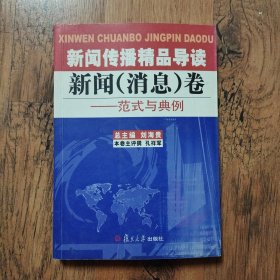 XINWEN CHUANBO JINGPIN DAODU
新闻传播精品导读
新闻(消息)卷
——范式与典例
总主编 刘海贵
本卷主评撰 孔祥军
复旦大学出版社